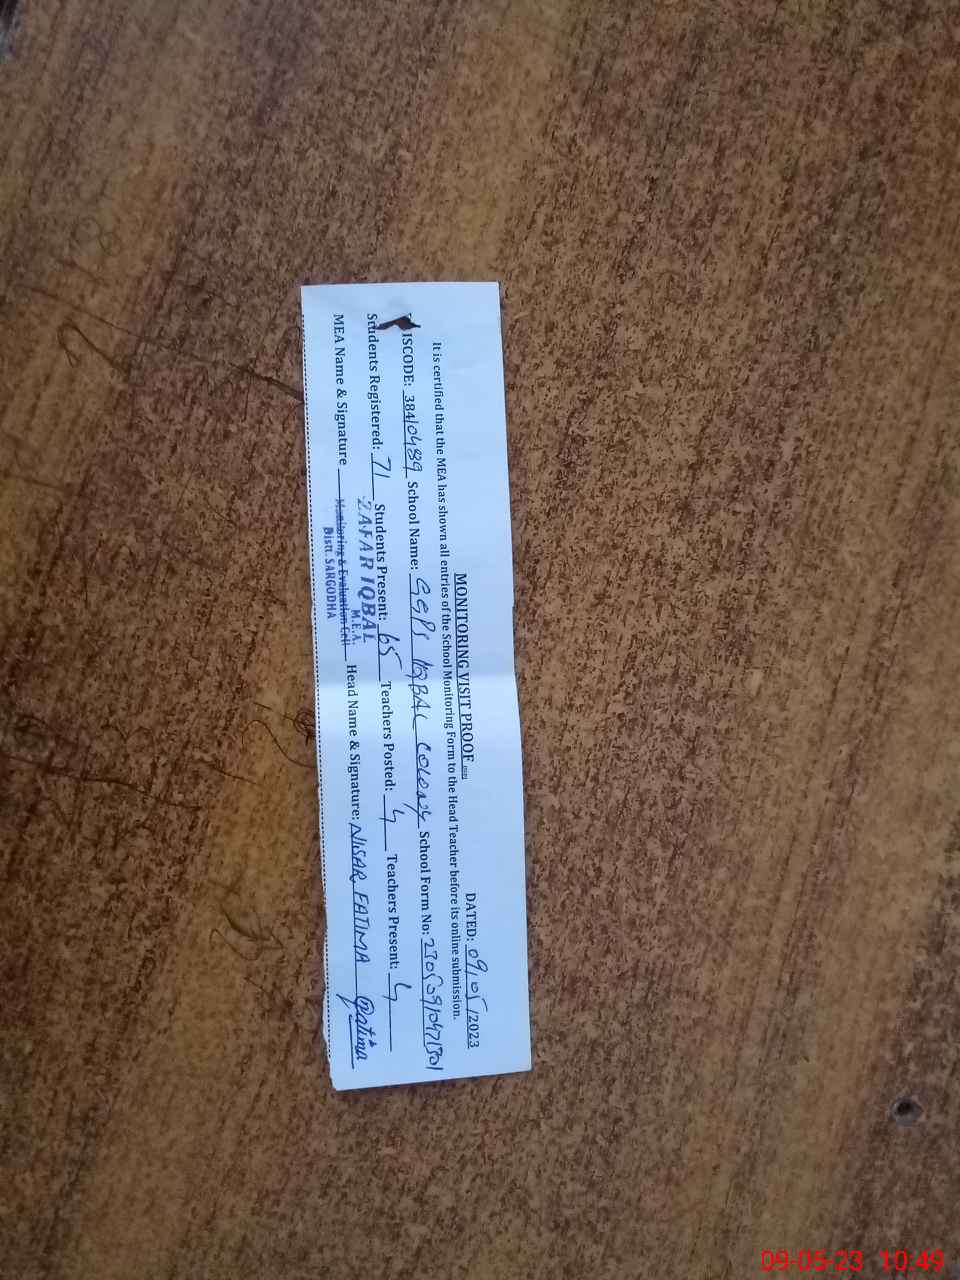 MONITORING VISIT PROOF
DATED: 09/05/2023
It is certified that the MEA has shown all entries of the School Monitoring Form to the Head Teacher before its online submission.
ISCODE: 38410489 School Name: GGPS IQBAL COLONY School Form No:
Students Registered: 71 Students Present: 65 Teachers Posted: 4 Teachers Present: 4
ZAFAR IQBAL
M.E.A.
MEA Name & Signature Monitoring & Evaluation Cell Head Name & Signature: NISAR FATIMA Fatima
Distt. SARGODHA
09-05-23 10:49